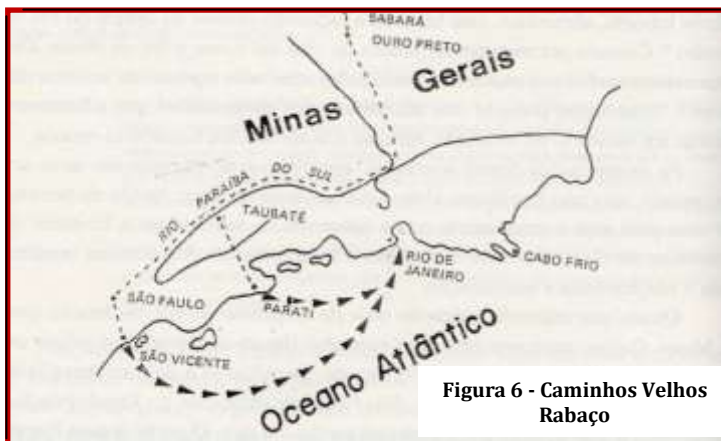 SABARÁ
OURO PRETO
Minas
Gerais
RIO PARAÍBA DO SUL
TAUBATÉ
SÃO PAULO
PARATI
RIO DE
JANEIRO
CABO FRIO
SÃO VICENTE
Oceano Atlântico
Figura 6 - Caminhos Velhos
Rabaço